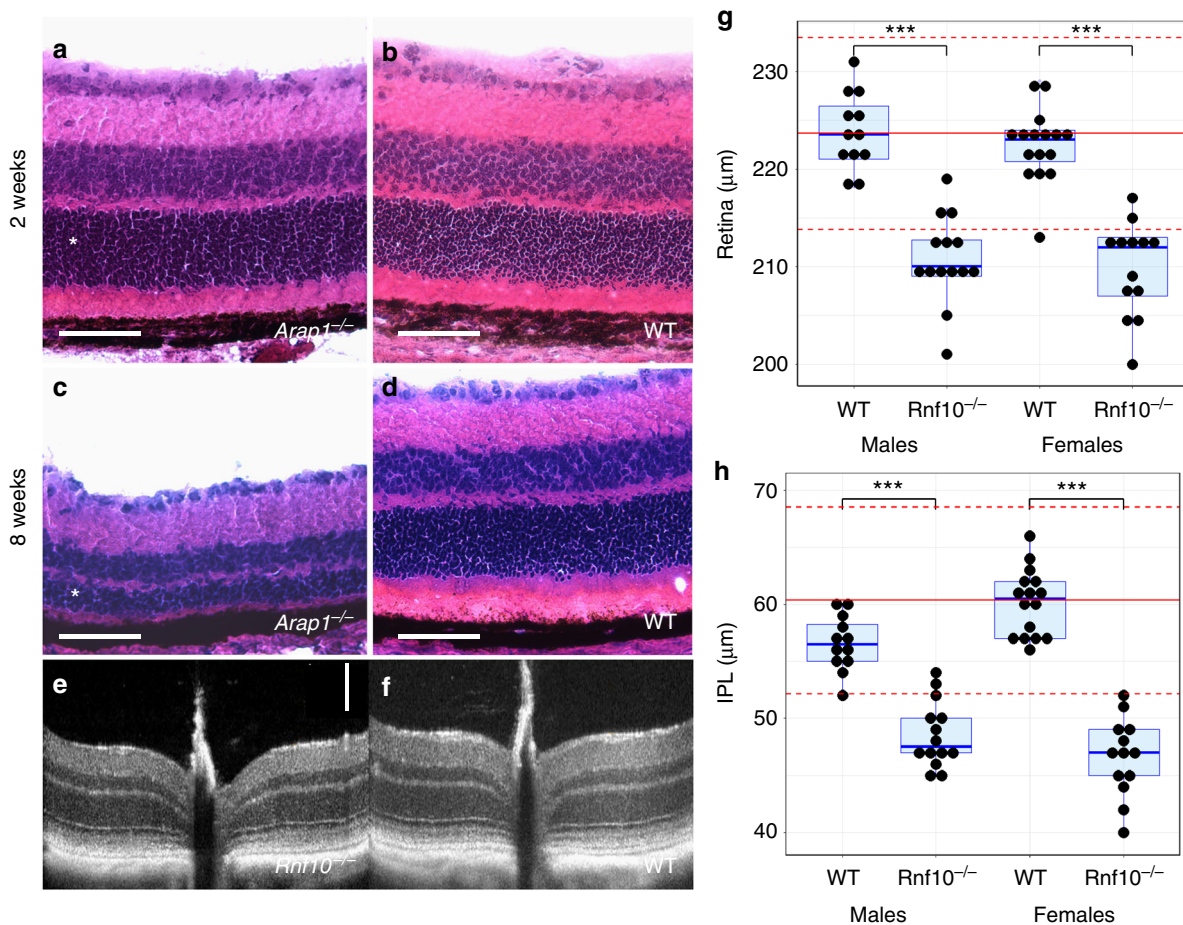 a
b
2 weeks
*
Arap1–/–
WT
c
d
8 weeks
*
Arap1–/–
WT
e
f
Rnf10–/–
WT
g
***
***
230
220
210
200
Retina (μm)
WT
Rnf10–/–
WT
Rnf10–/–
Males
Females
h
***
***
70
60
50
40
IPL (μm)
WT
Rnf10–/–
WT
Rnf10–/–
Males
Females